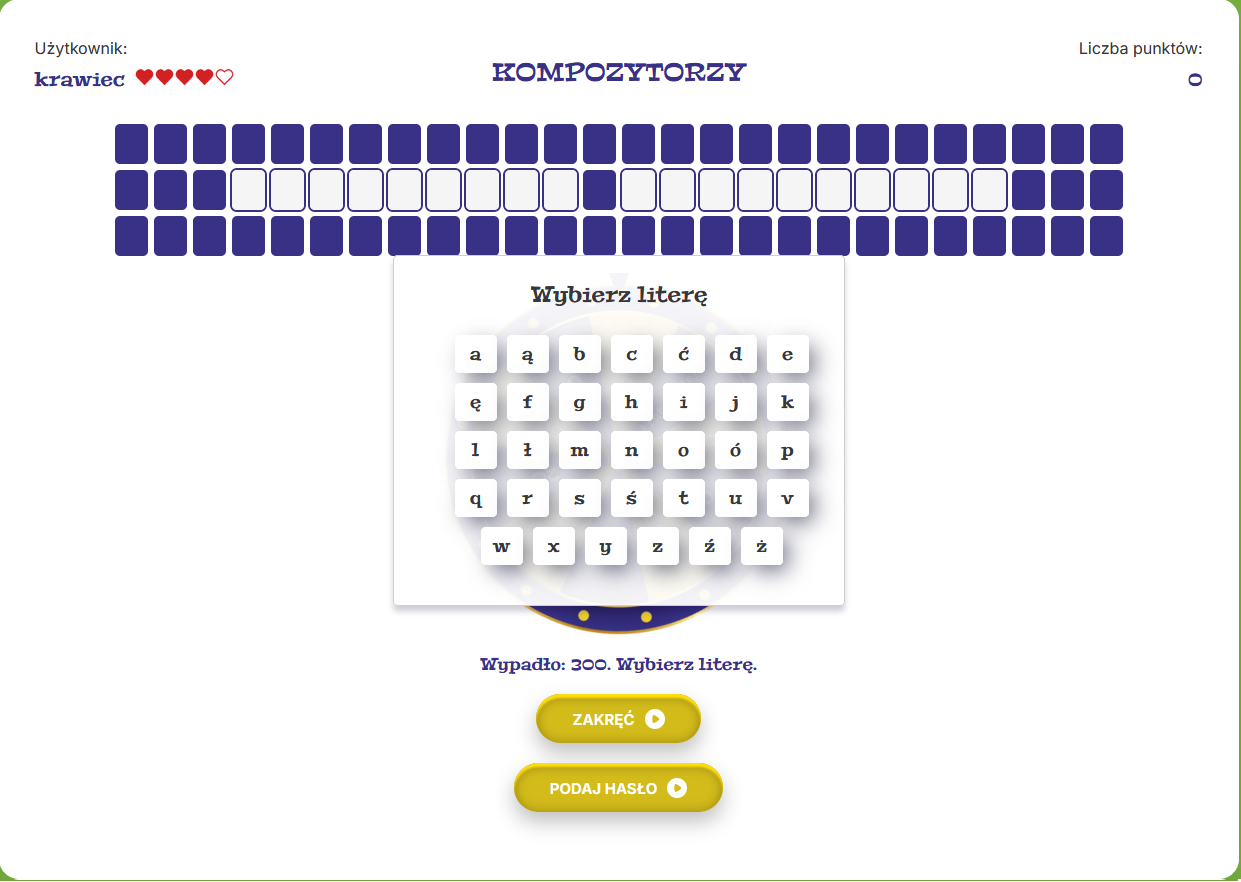 Użytkownik:
krawiec
KOMPOZYTORZY
Liczba punktów:
0
Wybierz literę
a ą b c ć d e
ę f g h i j k
l ł m n o ó p
q r s ś t u v
w x y z ź ż
Wypadło: 300. Wybierz literę.
ZAKRĘĆ
PODAJ HASŁO